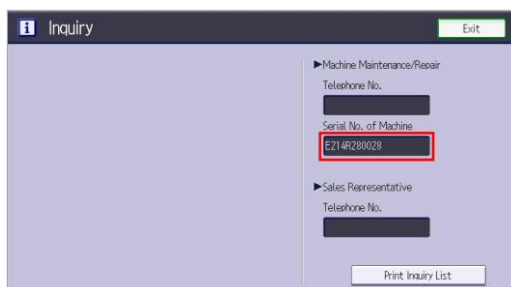 i Inquiry
Exit
►Machine Maintenance/Repair
Telephone No.
Serial No. of Machine
E214R280028
►Sales Representative
Telephone No.
Print Inquiry List